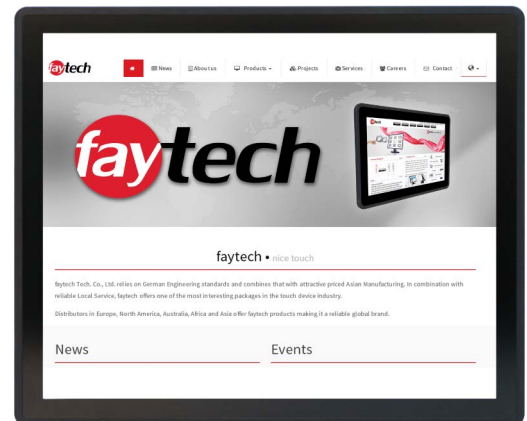 faytech
News
About us
Products
Projects
Services
Careers
Contact
faytech
faytech • nice touch
faytech Tech. Co., Ltd. relies on German Engineering standards and combines that with attractive priced Asian Manufacturing. In combination with
reliable Local Service, faytech offers one of the most interesting packages in the touch device industry.
Distributors in Europe, North America, Australia, Africa and Asia offer faytech products making it a reliable global brand.
News
Events